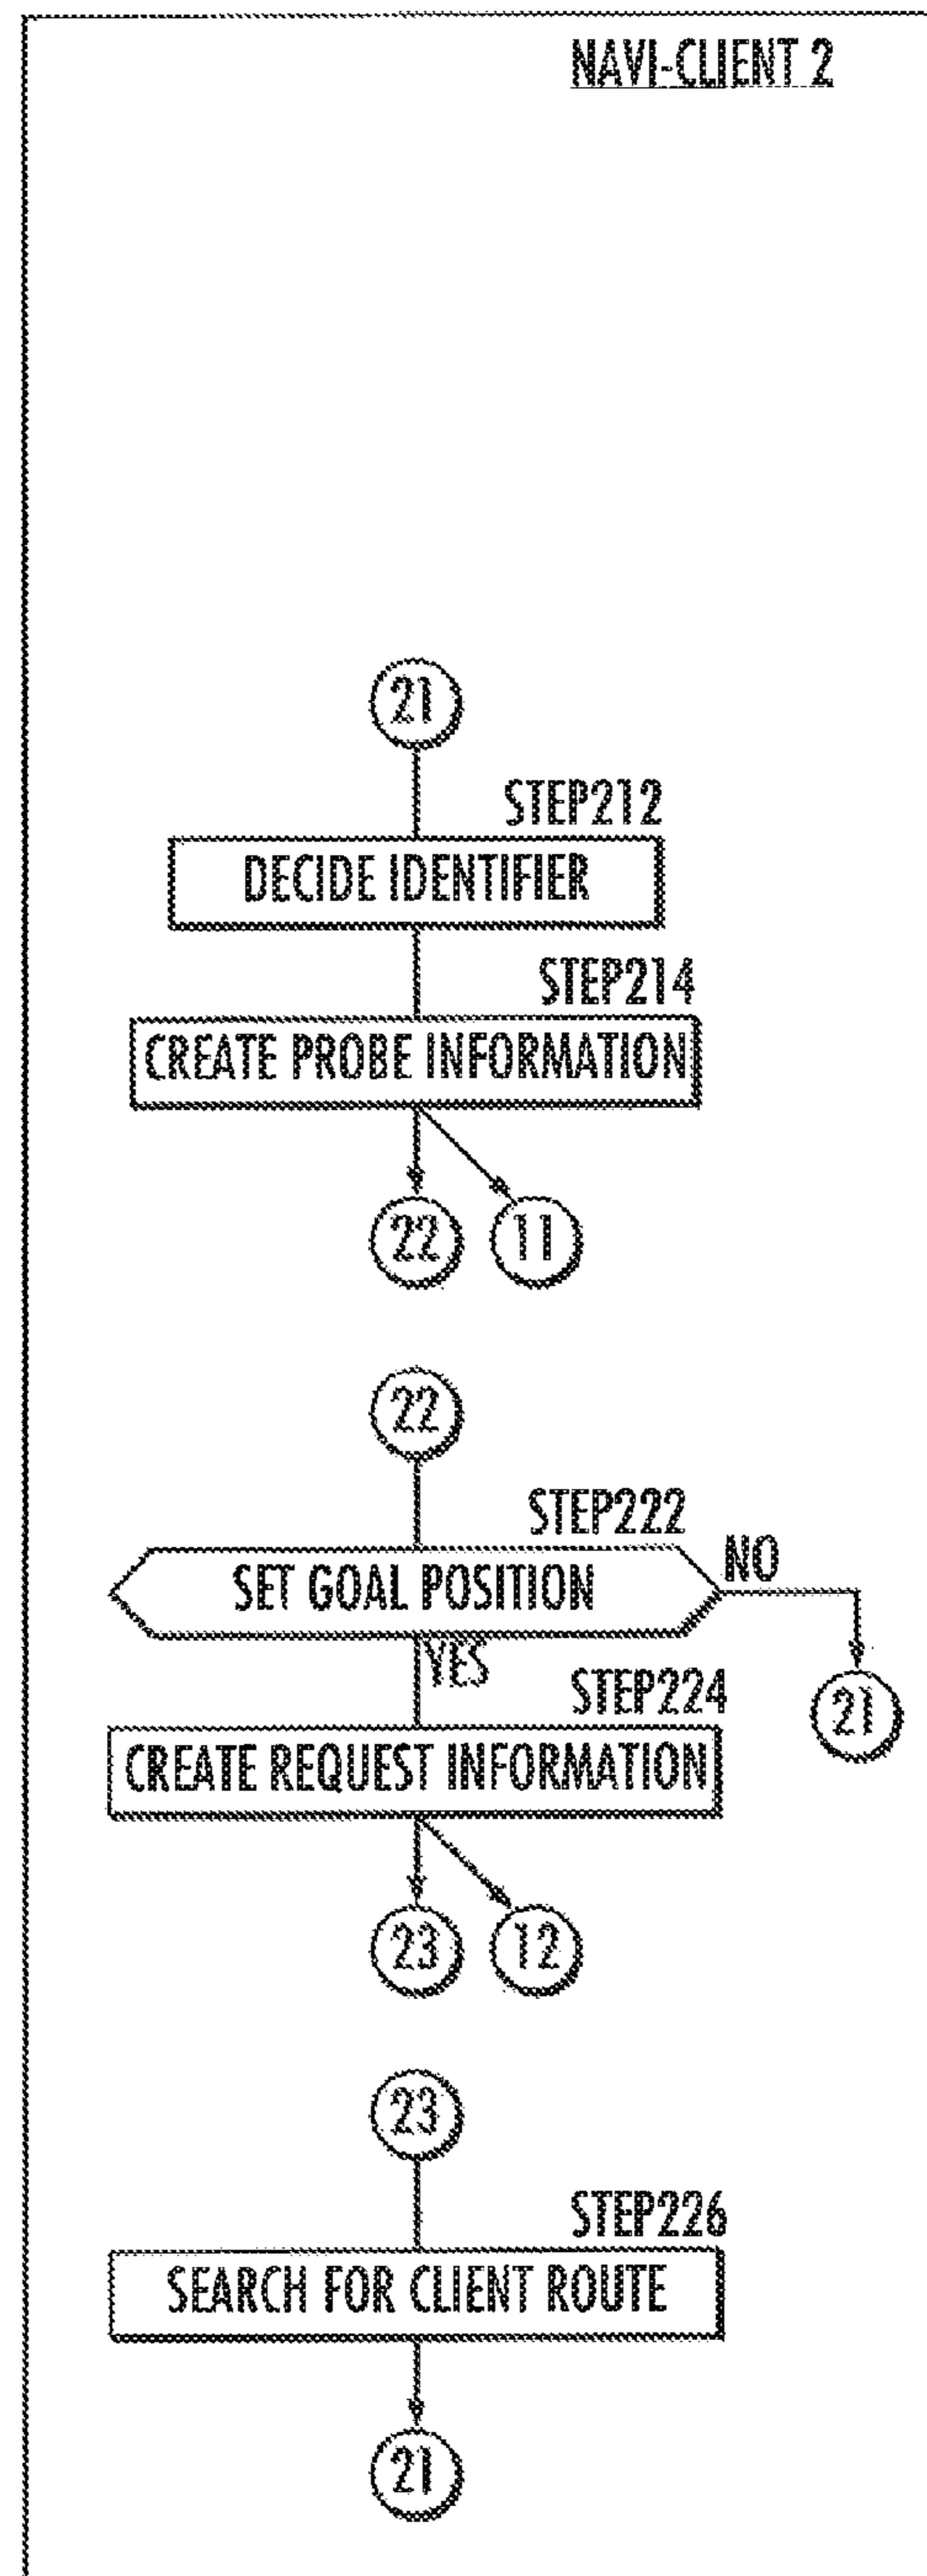 NAVI-CLIENT 2
21
STEP212
DECIDE IDENTIFIER
STEP214
CREATE PROBE INFORMATION
22 11
22
STEP222
SET GOAL POSITION NO
YES
STEP224
21
CREATE REQUEST INFORMATION
23 12
23
STEP226
SEARCH FOR CLIENT ROUTE
21